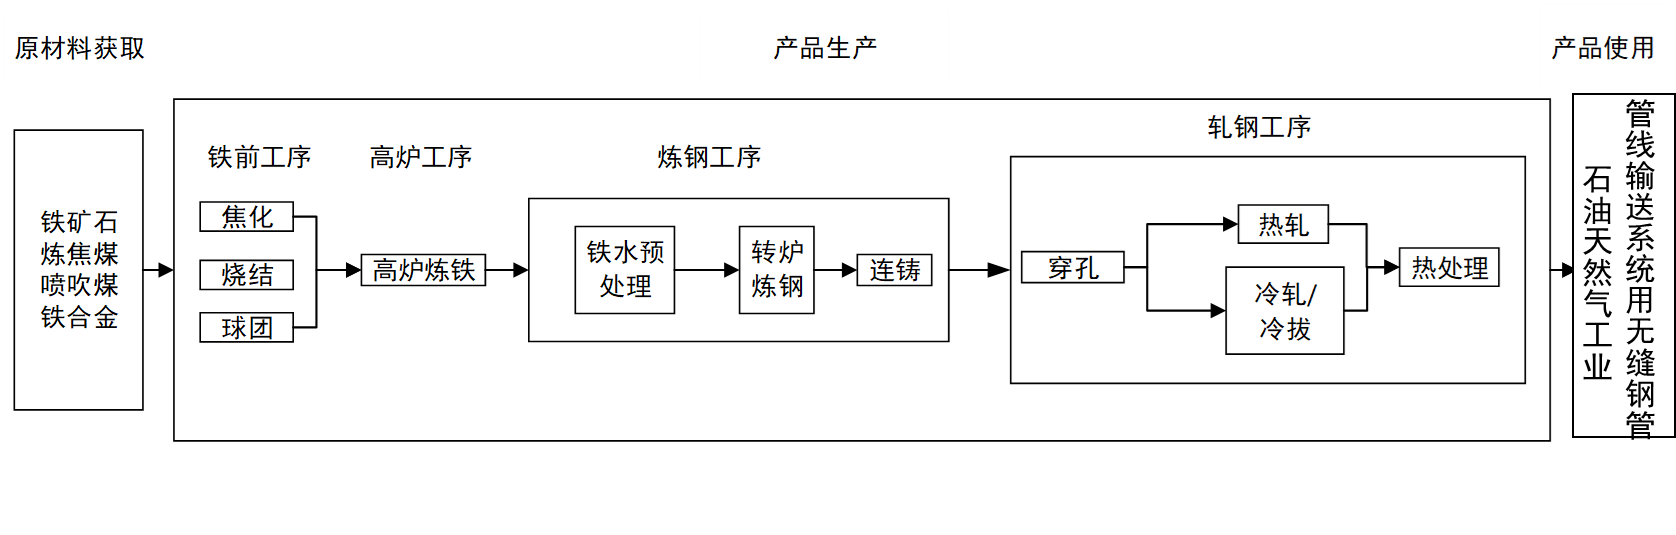 原材料获取
产品生产
产品使用
铁矿石
炼焦煤
喷吹煤
铁合金
铁前工序
焦化
烧结
球团
高炉工序
高炉炼铁
炼钢工序
铁水预
处理
转炉
炼钢
连铸
轧钢工序
穿孔
热轧
冷轧/
冷拔
热处理
石油天然气工业
管线输送系统用无缝钢管